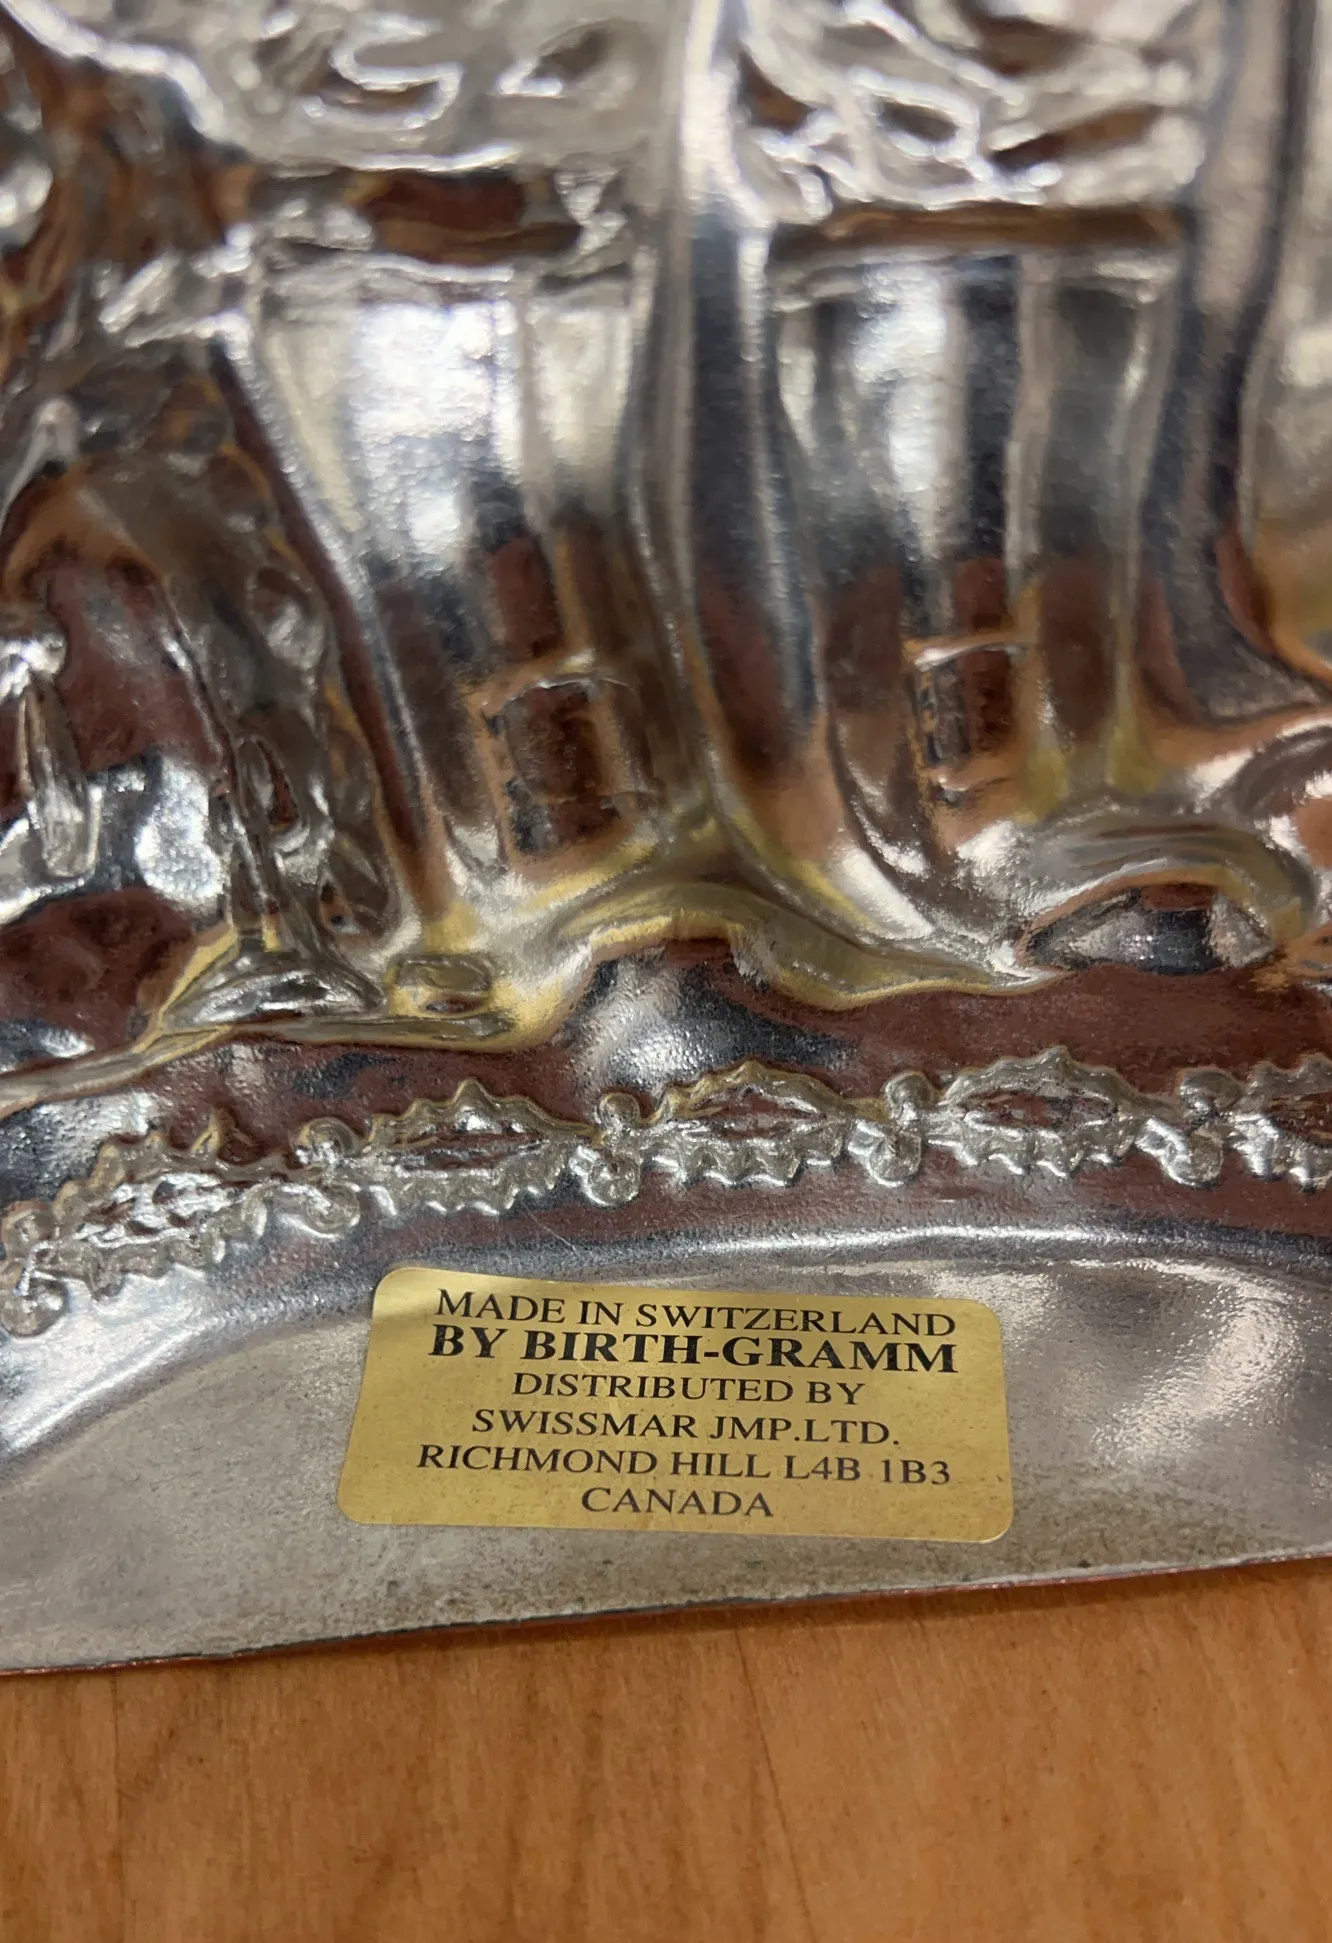 MADE IN SWITZERLAND
BY BIRTH-GRAMM
DISTRIBUTED BY
SWISSMAR JMP.LTD.
RICHMOND HILL L4B 1B3
CANADA